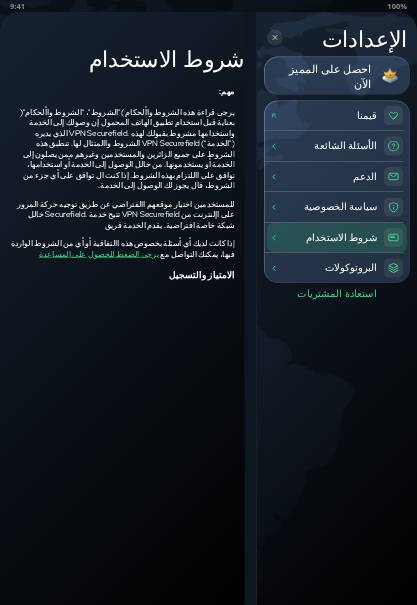 9:41
100%
الإعدادات
احصل على المميز
الآن
قيمنا
الأسئلة الشائعة
الدعم
سياسة الخصوصية
شروط الاستخدام
البروتوكولات
استعادة المشتريات
شروط الاستخدام
مهم:
يرجى قراءة هذه الشروط والأحكام ("الشروط"، "الشروط والأحكام")
بعناية قبل استخدام تطبيق الهاتف المحمول إن وصولك إلى الخدمة
واستخدامها مشروط بقبولك لهذه .VPN Securefield الذي يديره
("الخدمة") VPN Securefield الشروط والامتثال لها. تنطبق هذه
الشروط على جميع الزائرين والمستخدمين وغيرهم ممن يصلون إلى
الخدمة أو يستخدمونها. من خلال الوصول إلى الخدمة أو استخدامها،
توافق على الالتزام بهذه الشروط. إذا كنت لا توافق على أي جزء من
الشروط، فلا يجوز لك الوصول إلى الخدمة.
للمستخدمين اختيار موقعهم الافتراضي عن طريق توجيه حركة المرور
على الإنترنت من VPN Securefield تتيح خدمة .Securefield خلال
شبكة خاصة افتراضية. يقدم الخدمة فريق
إذا كانت لديك أي أسئلة بخصوص هذه الاتفاقية أو أي من الشروط الواردة
فيها، يمكنك التواصل مع يرجى الضغط للحصول على المساعدة
الامتياز والتسجيل